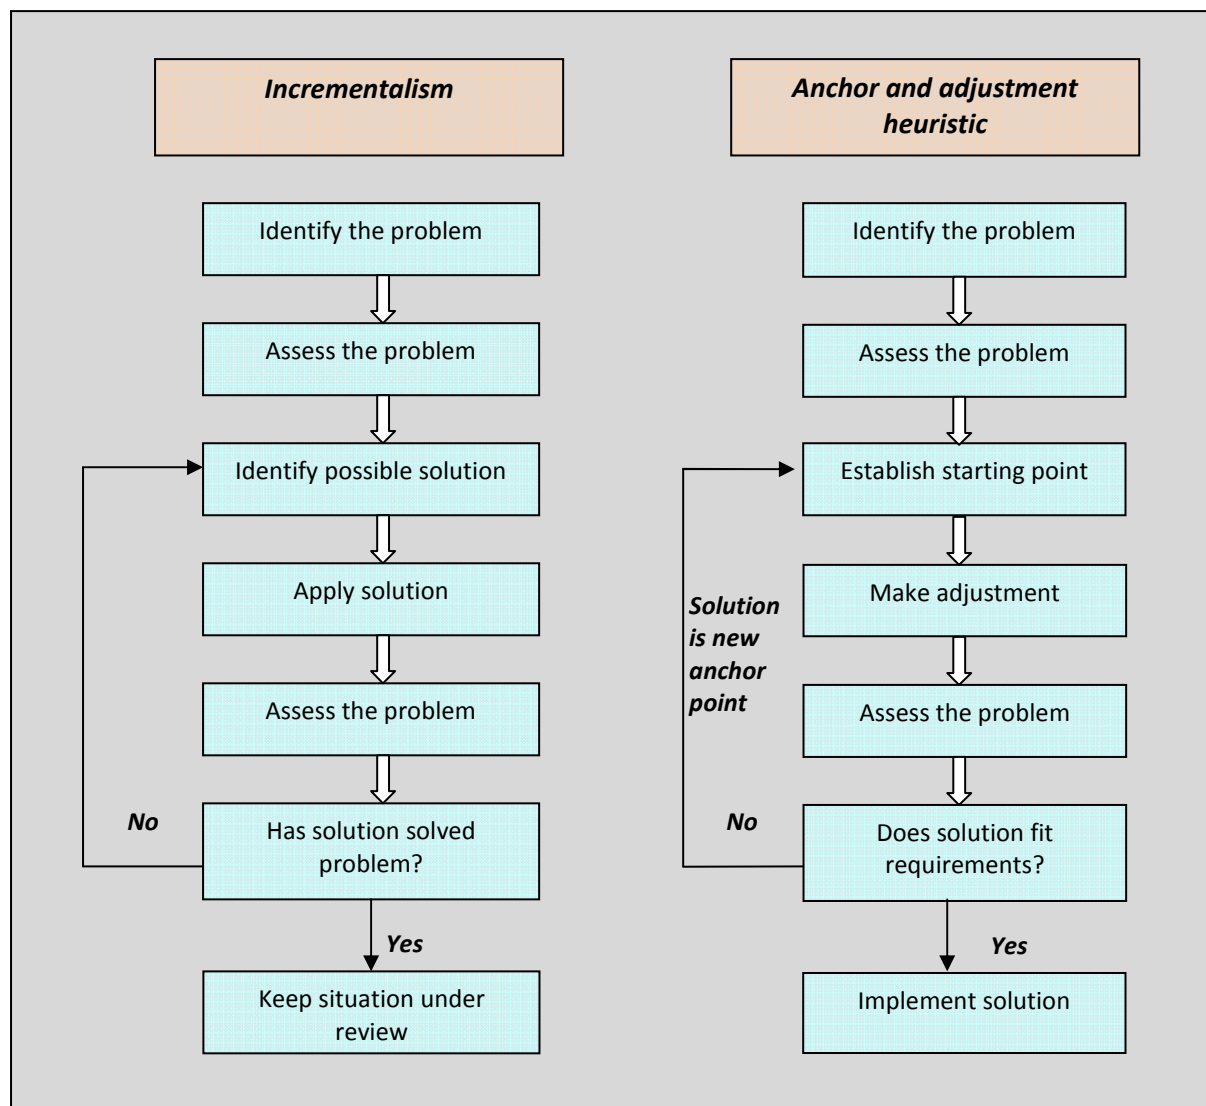 Incrementalism
Identify the problem
Assess the problem
Identify possible solution
Apply solution
Assess the problem
No
Has solution solved
problem?
Yes
Keep situation under
review
Anchor and adjustment
heuristic
Identify the problem
Assess the problem
Establish starting point
Solution
is new
anchor
point
Make adjustment
Assess the problem
No
Does solution fit
requirements?
Yes
Implement solution